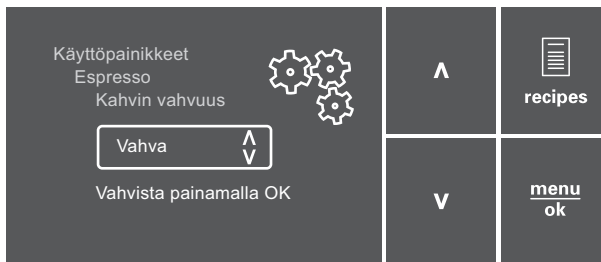 Käyttöpainikkeet
Espresso
Kahvin vahvuus
Vahva
Vahvista painamalla OK
recipes
menu
ok